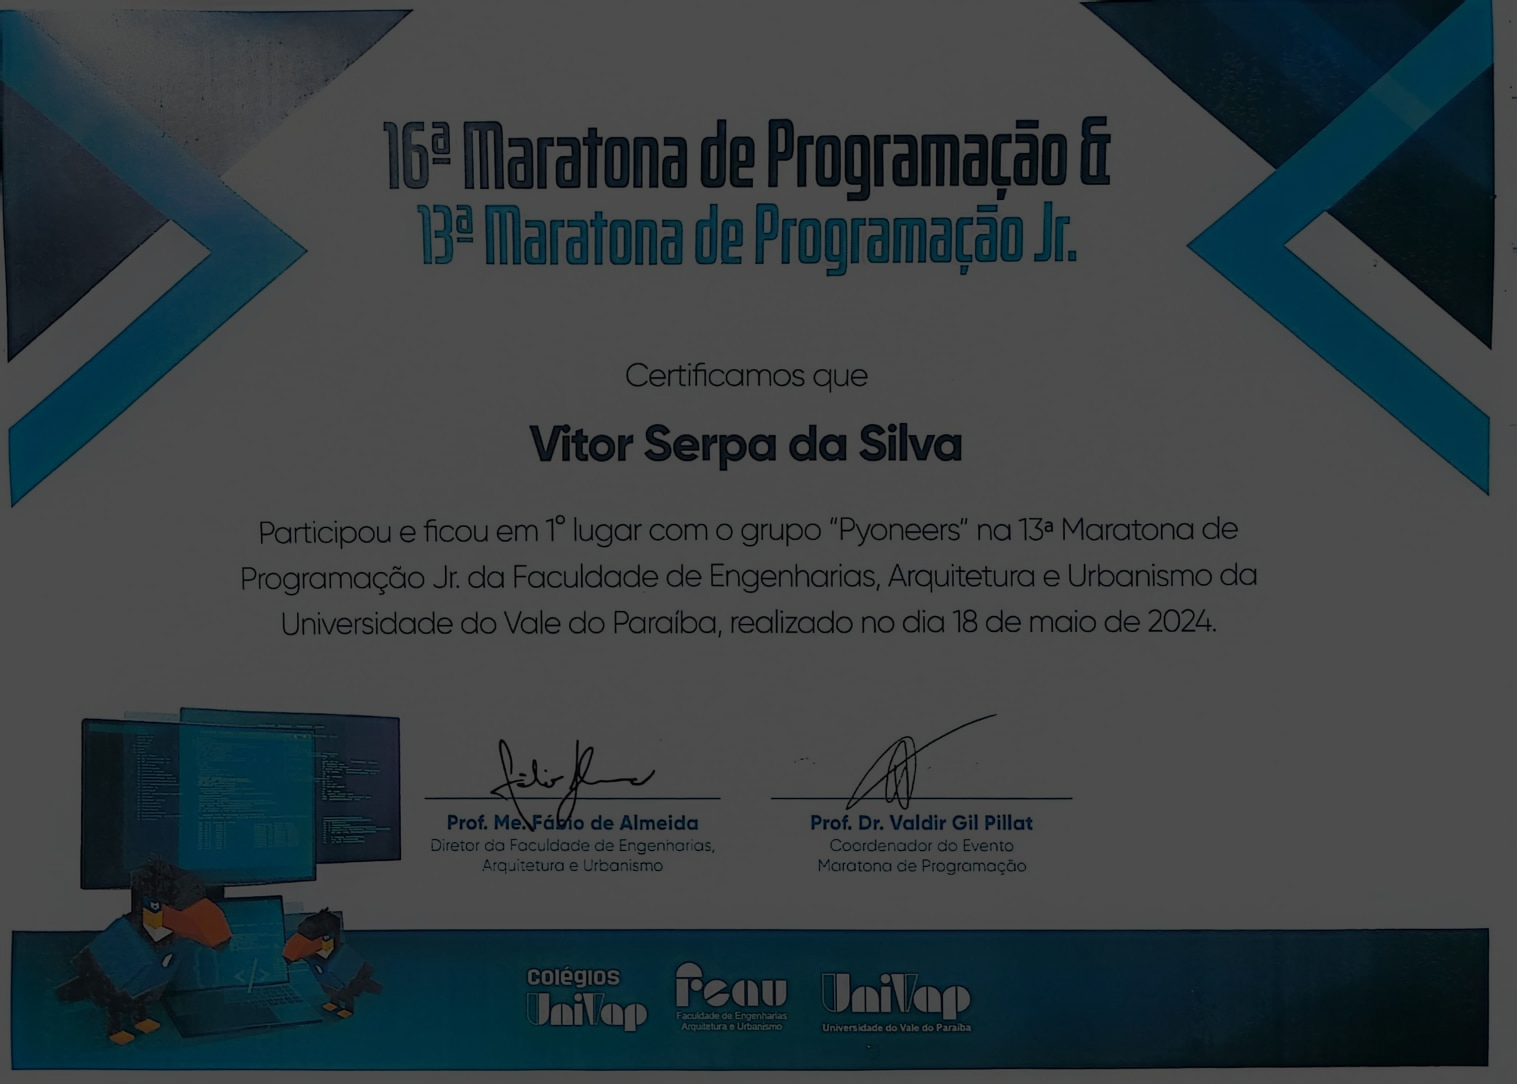 16ª Maratona de Programação &
13ª Maratona de Programação Jr.
Certificamos que
Vitor Serpa da Silva
Participou e ficou em 1° lugar com o grupo "Pyoneers" na 13ª Maratona de
Programação Jr. da Faculdade de Engenharias, Arquitetura e Urbanismo da
Universidade do Vale do Paraíba, realizado no dia 18 de maio de 2024.
Prof. Me. Fábio de Almeida
Diretor da Faculdade de Engenharias,
Arquitetura e Urbanismo
Prof. Dr. Valdir Gil Pillat
Coordenador do Evento
Maratona de Programação
</>
Colégios
UniVap
Feau
Faculdade de Engenharias
Arquitetura e Urbanismo
UniVap
Universidade do Vale do Paraíba